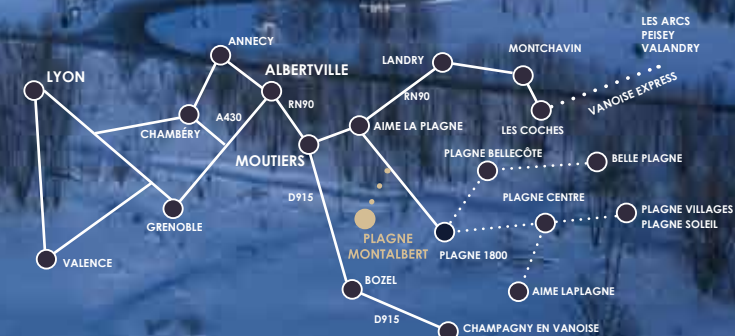 LES ARCS
PEISEY
VALANDRY
ANNECY
MONTCHAVIN
LANDRY
ALBERTVILLE
LYON
VANOISE EXPRESS
RN90
RN90
A430
CHAMBÉRY
AIME LA PLAGNE
LES COCHES
MOUTIERS
PLAGNE BELLECÔTE
BELLE PLAGNE
D915
PLAGNE CENTRE
PLAGNE VILLAGES
PLAGNE SOLEIL
GRENOBLE
PLAGNE
MONTALBERT
PLAGNE 1800
VALENCE
BOZEL
AIME LAPLAGNE
D915
CHAMPAGNY EN VANOISE